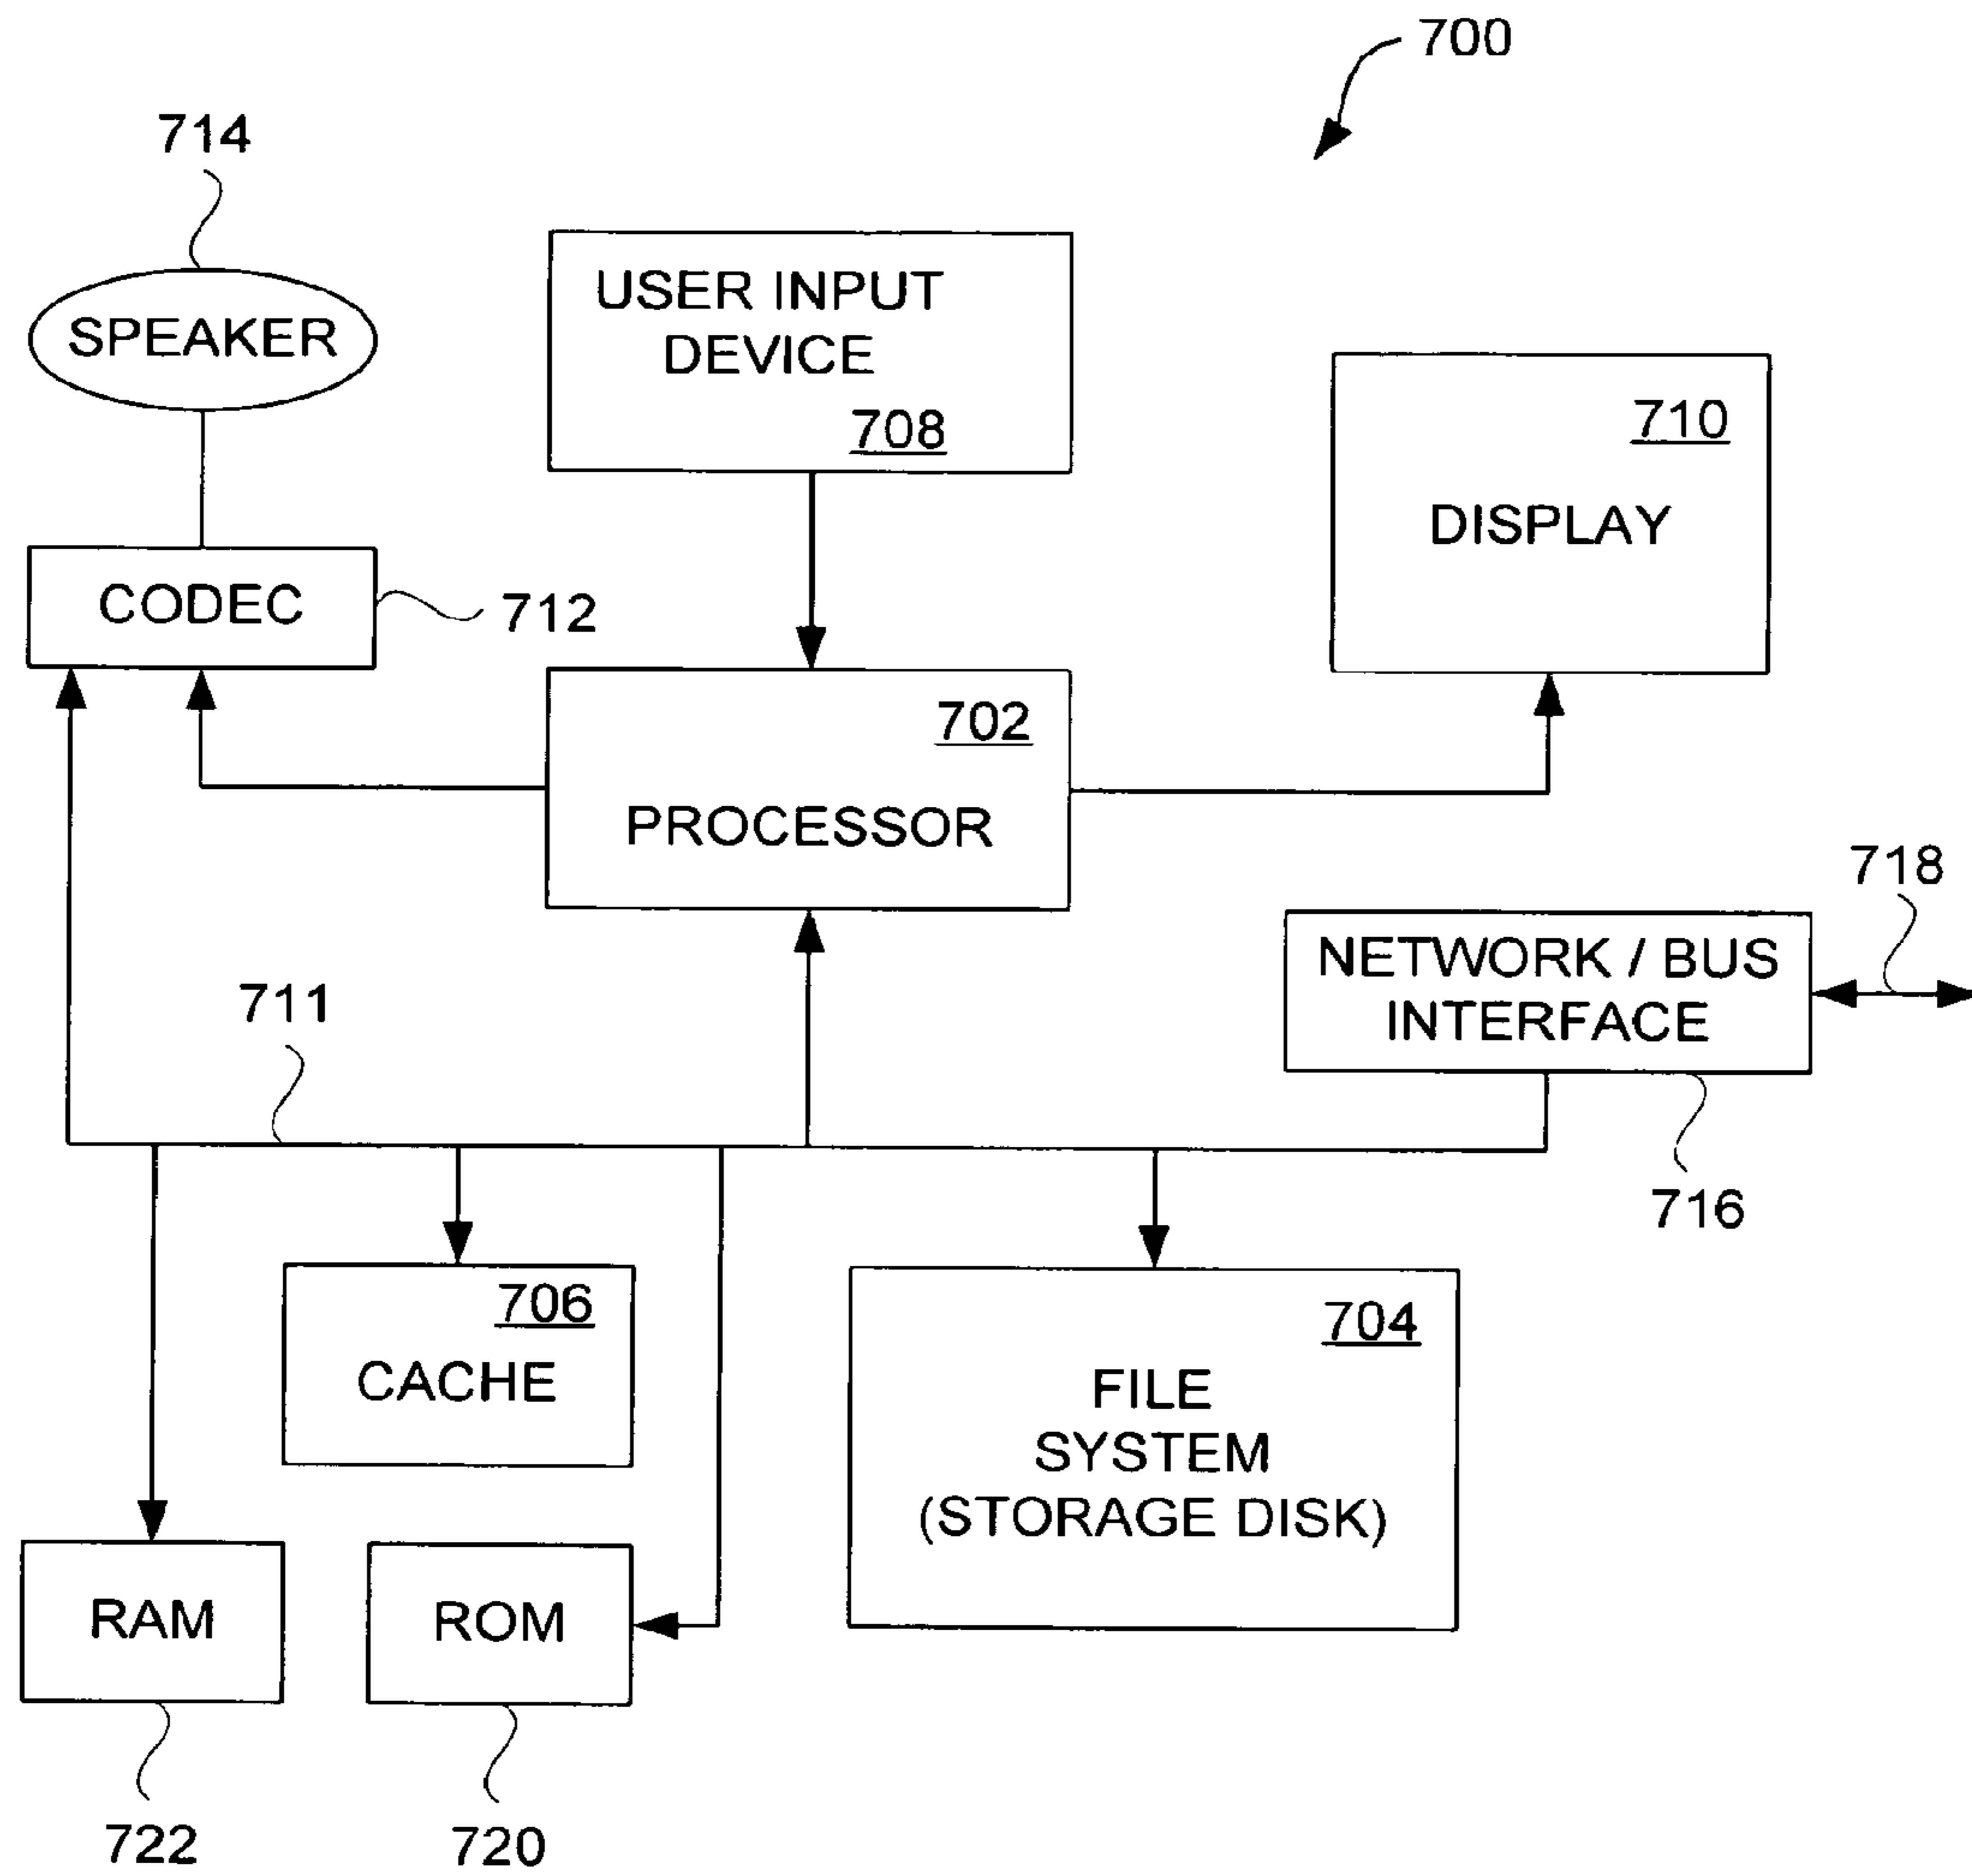 700
714
SPEAKER
USER INPUT
DEVICE
708
710
DISPLAY
CODEC
712
702
PROCESSOR
718
NETWORK / BUS
INTERFACE
711
716
706
CACHE
704
FILE
SYSTEM
(STORAGE DISK)
RAM
ROM
722
720